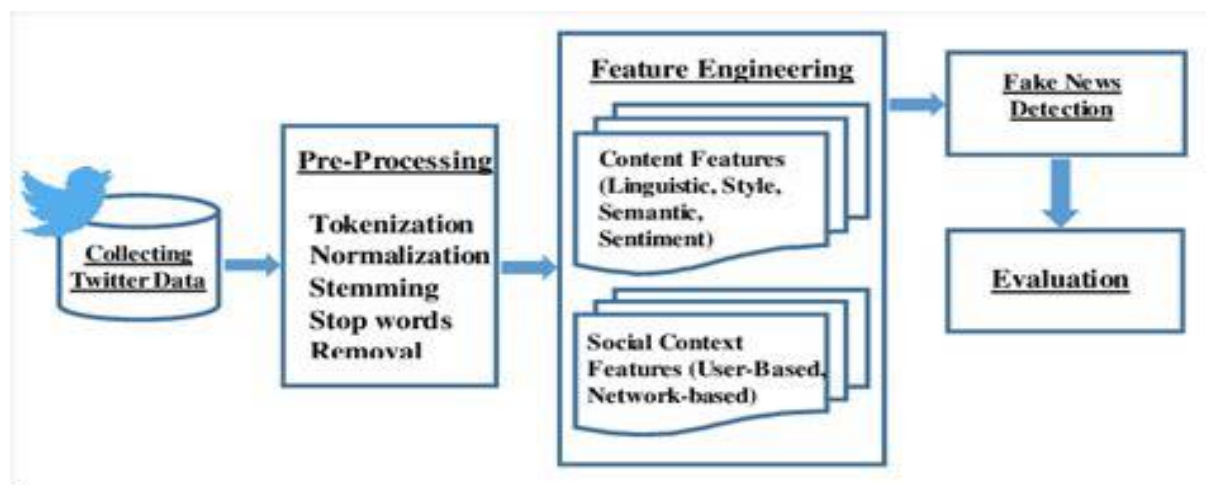 Collecting
Twitter Data
Pre-Processing
Tokenization
Normalization
Stemming
Stop words
Removal
Feature Engineering
Content Features
(Linguistic, Style,
Semantic,
Sentiment)
Social Context
Features (User-Based,
Network-based)
Fake News
Detection
Evaluation